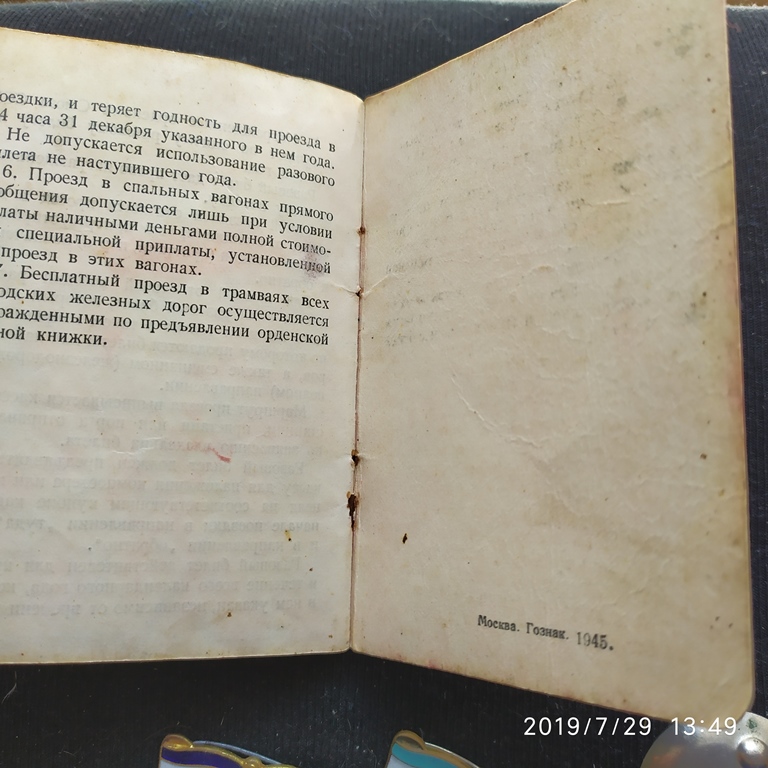 оездки, и теряет годность для проезда в
4 часа 31 декабря указанного в нем года.
Не допускается использование разового
илета не наступившего года.
6. Проезд в спальных вагонах прямого
общения допускается лишь при условии
латы наличными деньгами полной стоимо-
специальной приплаты, установленной
проезд в этих вагонах.
7. Бесплатный проезд в трамваях всех
одских железных дорог осуществляется
ражденными по предъявлении орденской
ной книжки.
Москва. Гознак. 1945.
2019/7/29 13:49